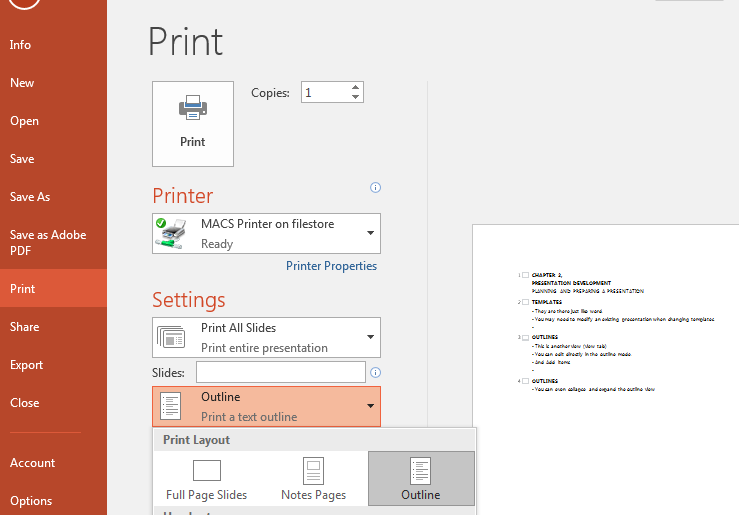 Info
New
Open
Save
Save As
Save as Adobe
PDF
Print
Share
Export
Close
Account
Options
Print
Print
Copies:
1
Printer
MACS Printer on filestore
Ready
Printer Properties
Settings
Print All Slides
Print entire presentation
Slides:
Outline
Print a text outline
Print Layout
Full Page Slides
Notes Pages
Outline
1 CHAPTER 2,
PRESENTATION DEVELOPMENT
PLANNING AND PREPARING A PRESENTATION
2 TEMPLATES
• They are there just like word
• You may need to modify an existing presentation when changing templates
•
3 OUTLINES
• This is another view (View tab)
• You can edit directly in the outline mode
• And Add items
•
4 OUTLINES
• You can even collapse and expand the outline view